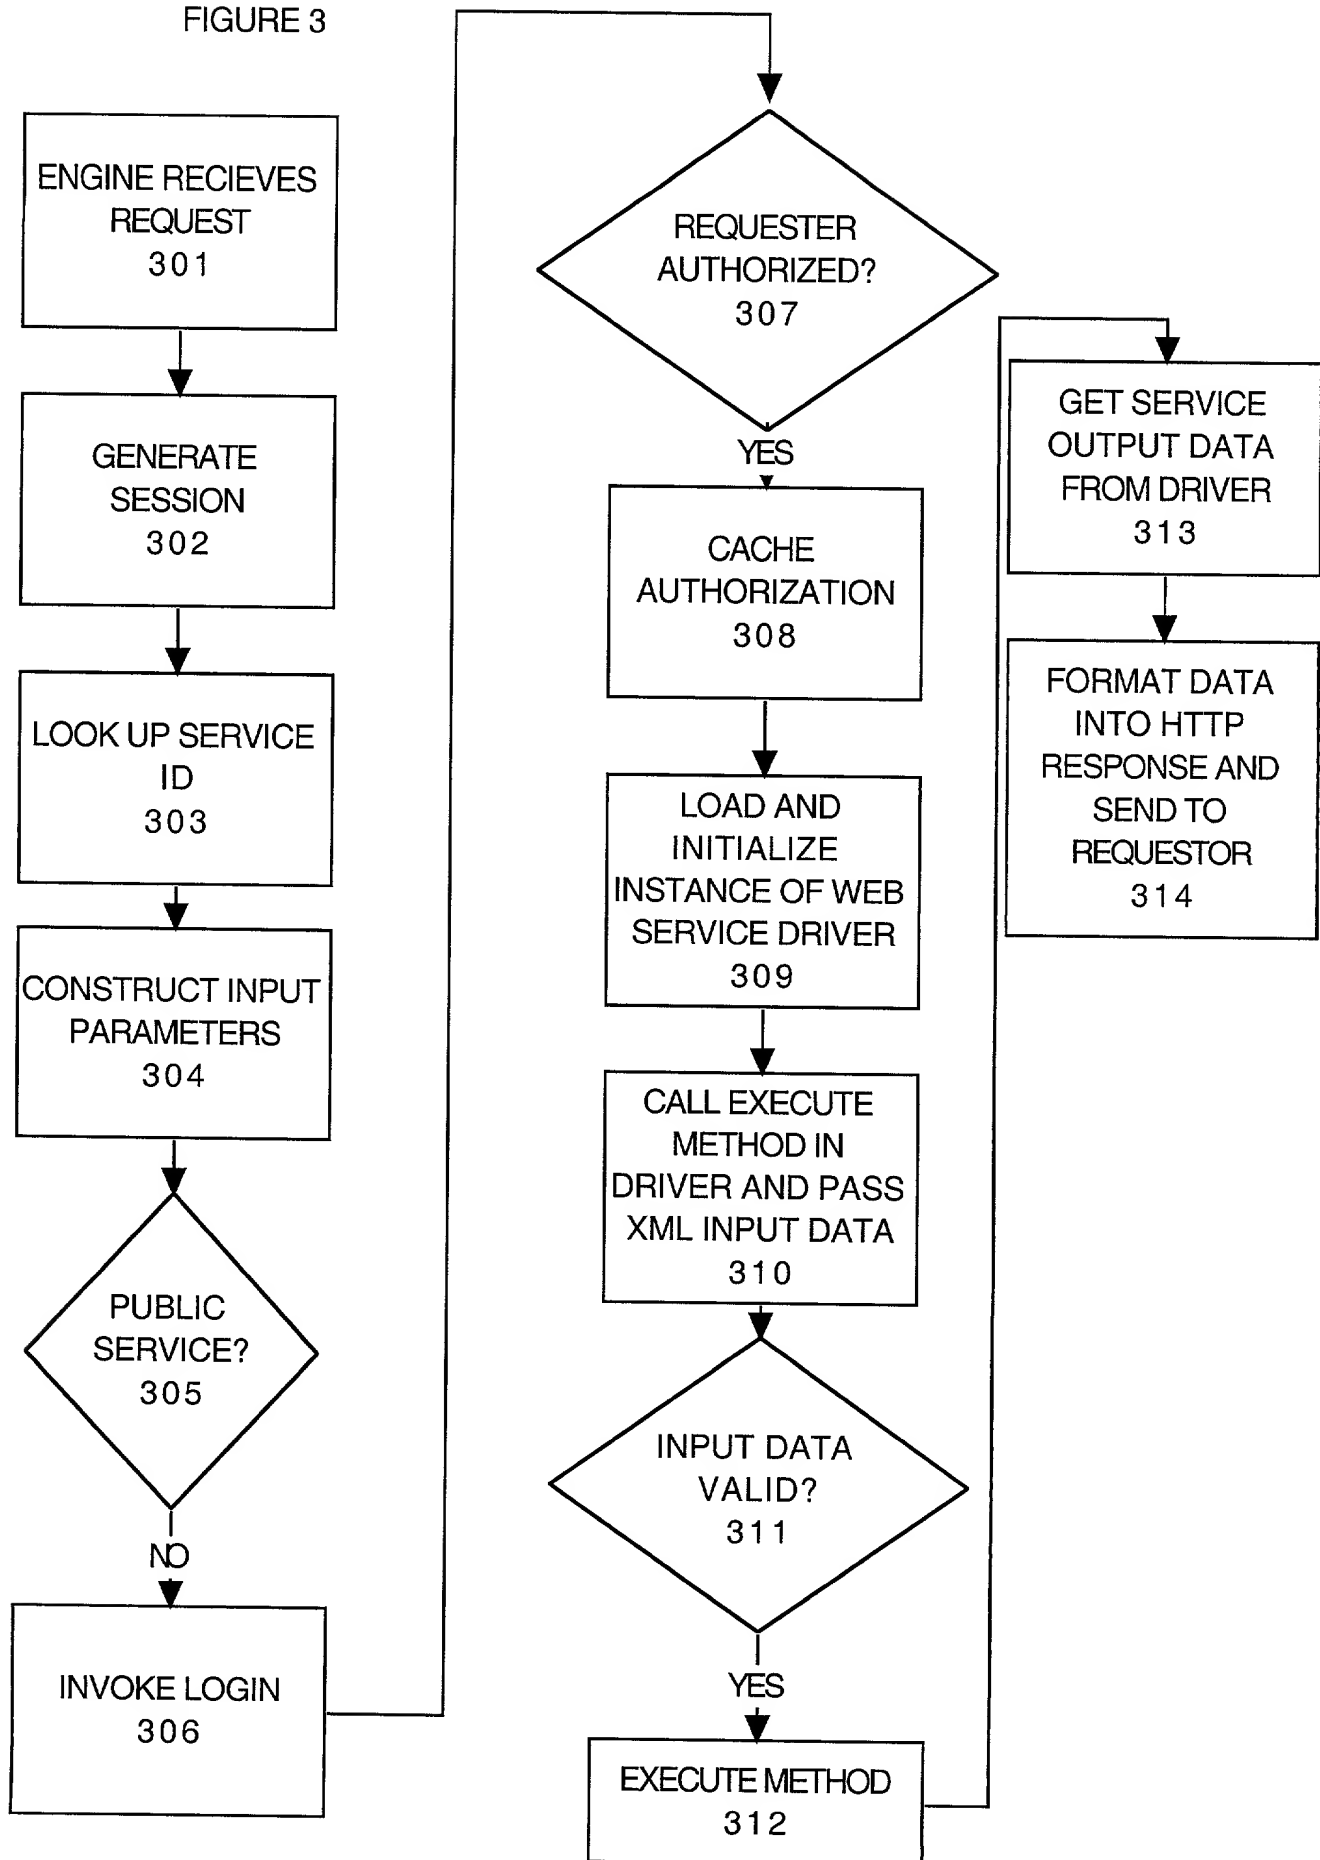 FIGURE 3
ENGINE RECIEVES
REQUEST
301
GENERATE
SESSION
302
LOOK UP SERVICE
ID
303
CONSTRUCT INPUT
PARAMETERS
304
PUBLIC
SERVICE?
305
NO
INVOKE LOGIN
306
REQUESTER
AUTHORIZED?
307
YES
CACHE
AUTHORIZATION
308
LOAD AND
INITIALIZE
INSTANCE OF WEB
SERVICE DRIVER
309
CALL EXECUTE
METHOD IN
DRIVER AND PASS
XML INPUT DATA
310
INPUT DATA
VALID?
311
YES
EXECUTE METHOD
312
GET SERVICE
OUTPUT DATA
FROM DRIVER
313
FORMAT DATA
INTO HTTP
RESPONSE AND
SEND TO
REQUESTOR
314